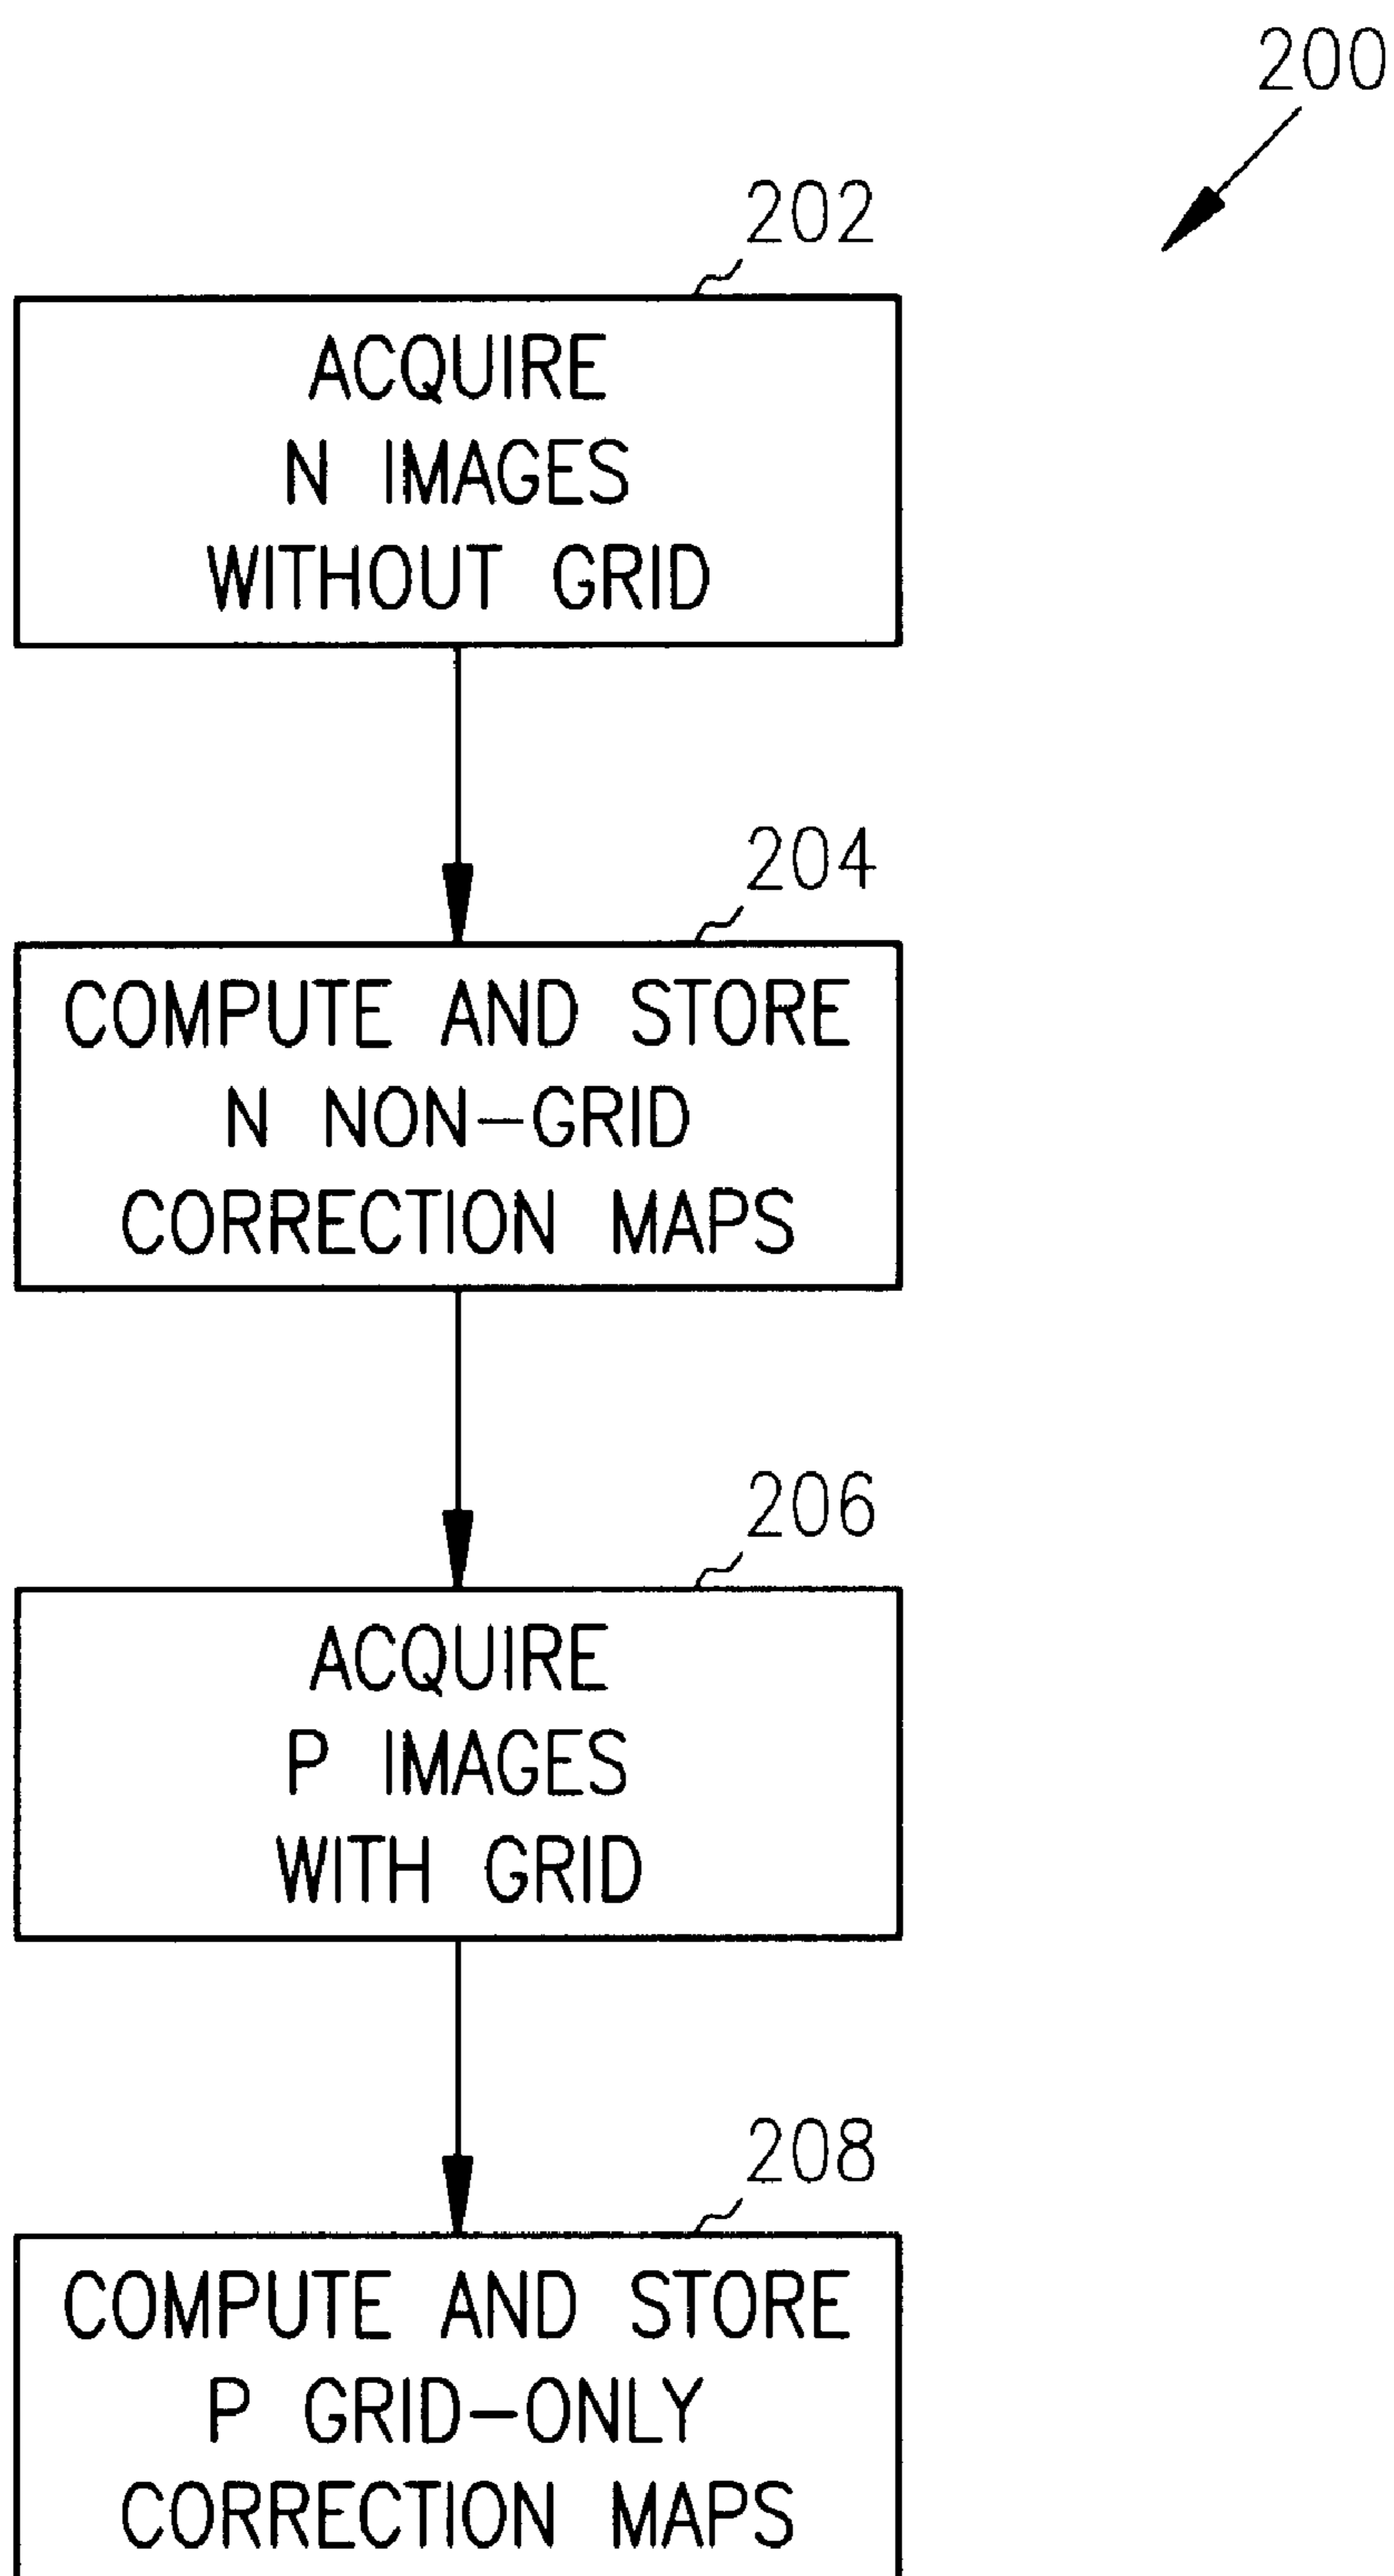 200
202
ACQUIRE
N IMAGES
WITHOUT GRID
204
COMPUTE AND STORE
N NON-GRID
CORRECTION MAPS
206
ACQUIRE
P IMAGES
WITH GRID
208
COMPUTE AND STORE
P GRID-ONLY
CORRECTION MAPS